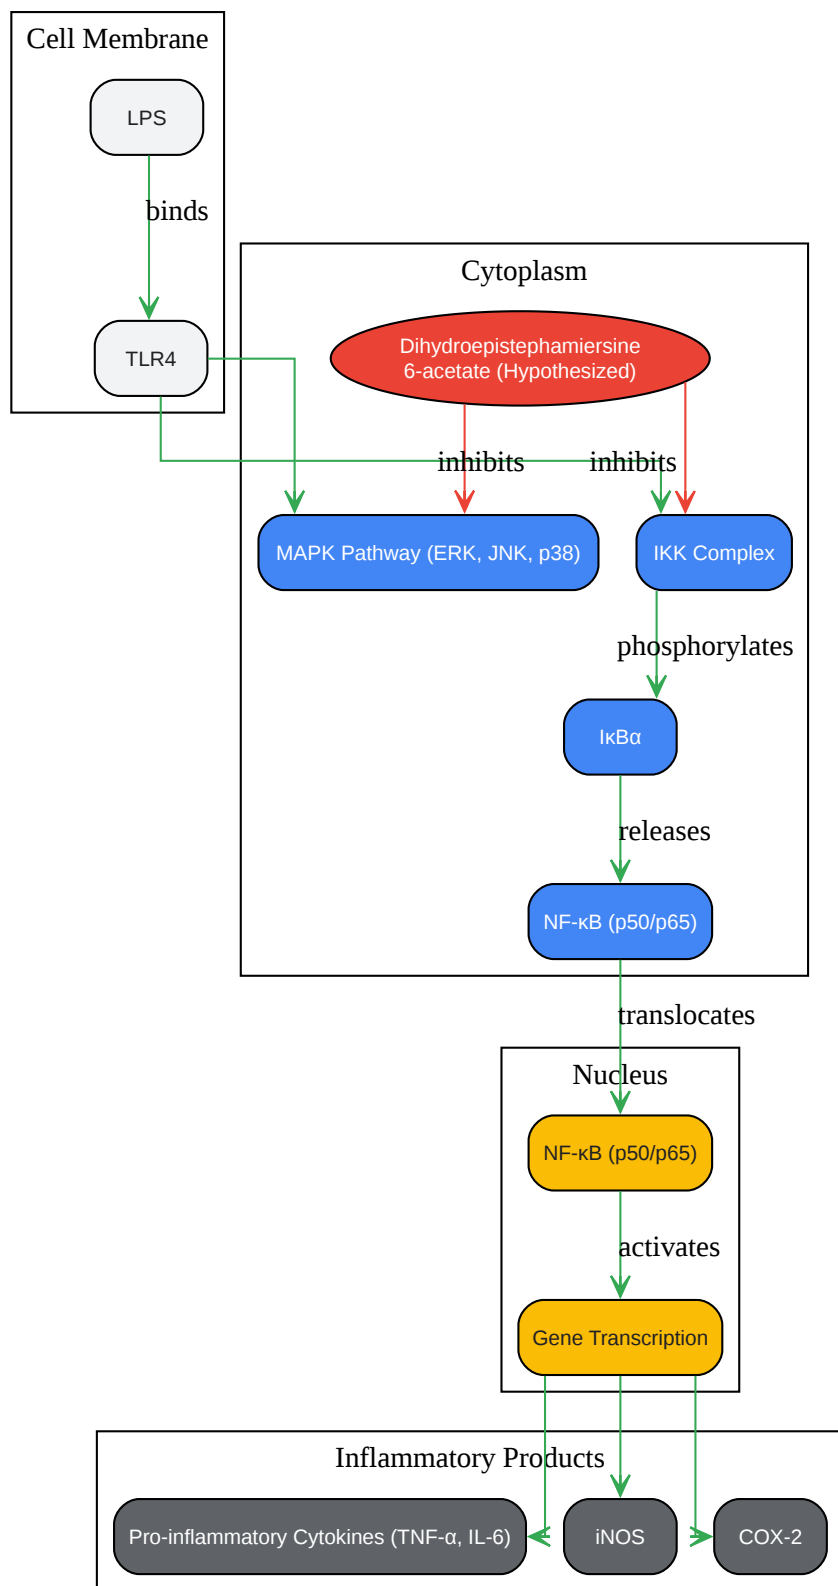 Cell Membrane
LPS
binds
TLR4
Cytoplasm
Dihydroepistephamiersine
6-acetate (Hypothesized)
inhibits
inhibits
MAPK Pathway (ERK, JNK, p38)
IKK Complex
phosphorylates
IκBα
releases
NF-κB (p50/p65)
translocates
Nucleus
NF-κB (p50/p65)
activates
Gene Transcription
Inflammatory Products
Pro-inflammatory Cytokines (TNF-α, IL-6)
iNOS
COX-2